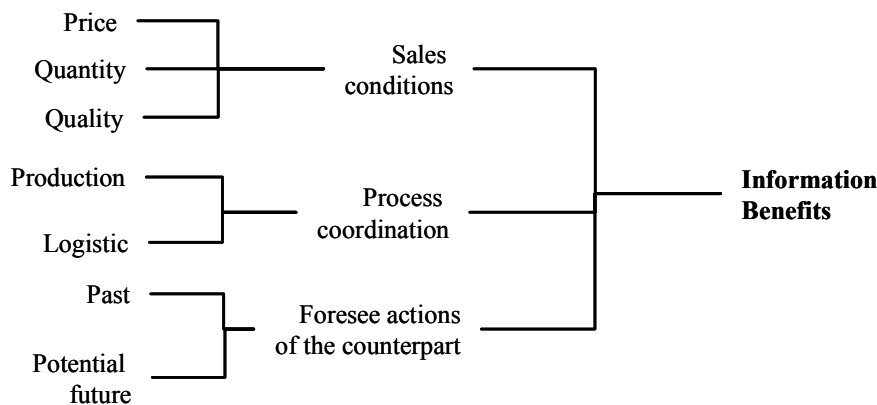 Price
Quantity
Quality
Sales
conditions
Production
Logistic
Process
coordination
Past
Potential
future
Foresee actions
of the counterpart
Information
Benefits